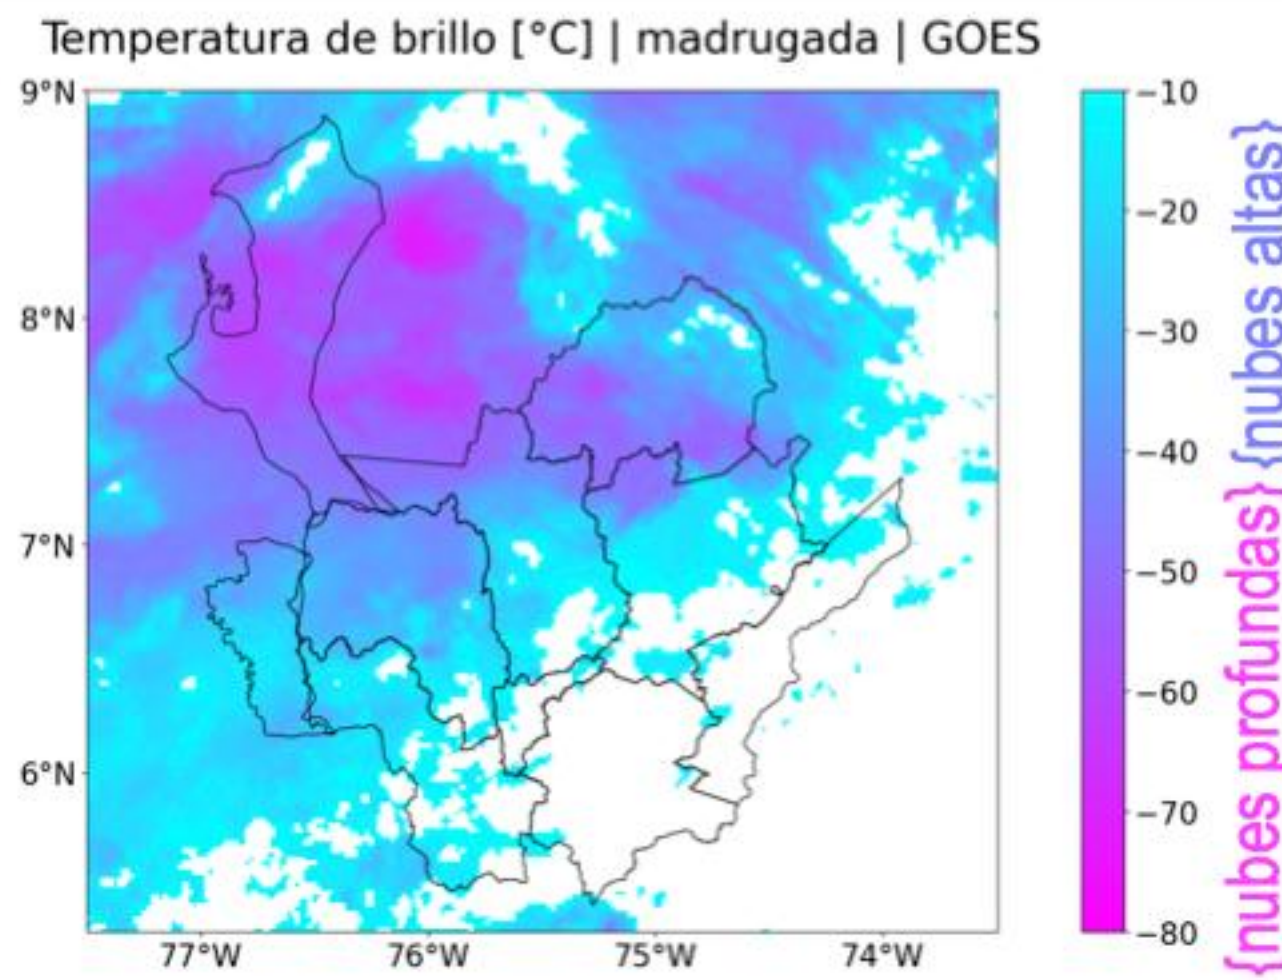 Temperatura de brillo [°C] | madrugada | GOES
9°N
8°N
7°N
6°N
77°W
76°W
75°W
74°W
−10
−20
−30
−40
−50
−60
−70
−80
{nubes profundas} {nubes altas}